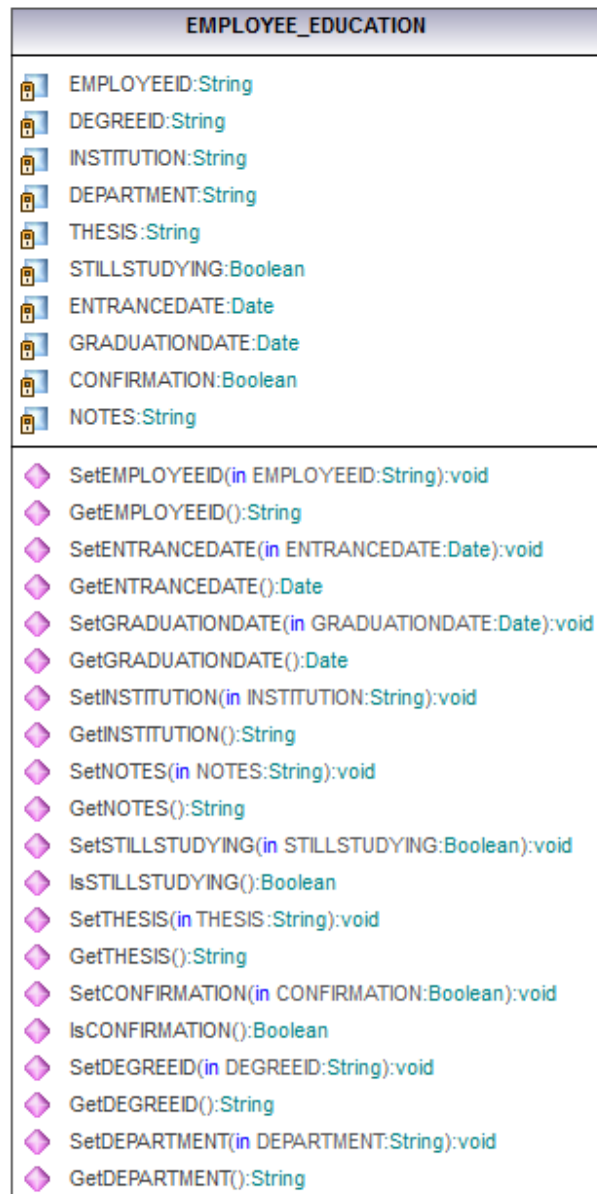 EMPLOYEE_EDUCATION
EMPLOYEEID:String
DEGREEID:String
INSTITUTION:String
DEPARTMENT:String
THESIS:String
STILLSTUDYING:Boolean
ENTRANCEDATE:Date
GRADUATIONDATE:Date
CONFIRMATION:Boolean
NOTES:String
SetEMPLOYEEID(in EMPLOYEEID:String):void
GetEMPLOYEEID():String
SetENTRANCEDATE(in ENTRANCEDATE:Date):void
GetENTRANCEDATE():Date
SetGRADUATIONDATE(in GRADUATIONDATE:Date):void
GetGRADUATIONDATE():Date
SetINSTITUTION(in INSTITUTION:String):void
GetINSTITUTION():String
SetNOTES(in NOTES:String):void
GetNOTES():String
SetSTILLSTUDYING(in STILLSTUDYING:Boolean):void
IsSTILLSTUDYING():Boolean
SetTHESIS(in THESIS:String):void
GetTHESIS():String
SetCONFIRMATION(in CONFIRMATION:Boolean):void
IsCONFIRMATION():Boolean
SetDEGREEID(in DEGREEID:String):void
GetDEGREEID():String
SetDEPARTMENT(in DEPARTMENT:String):void
GetDEPARTMENT():String